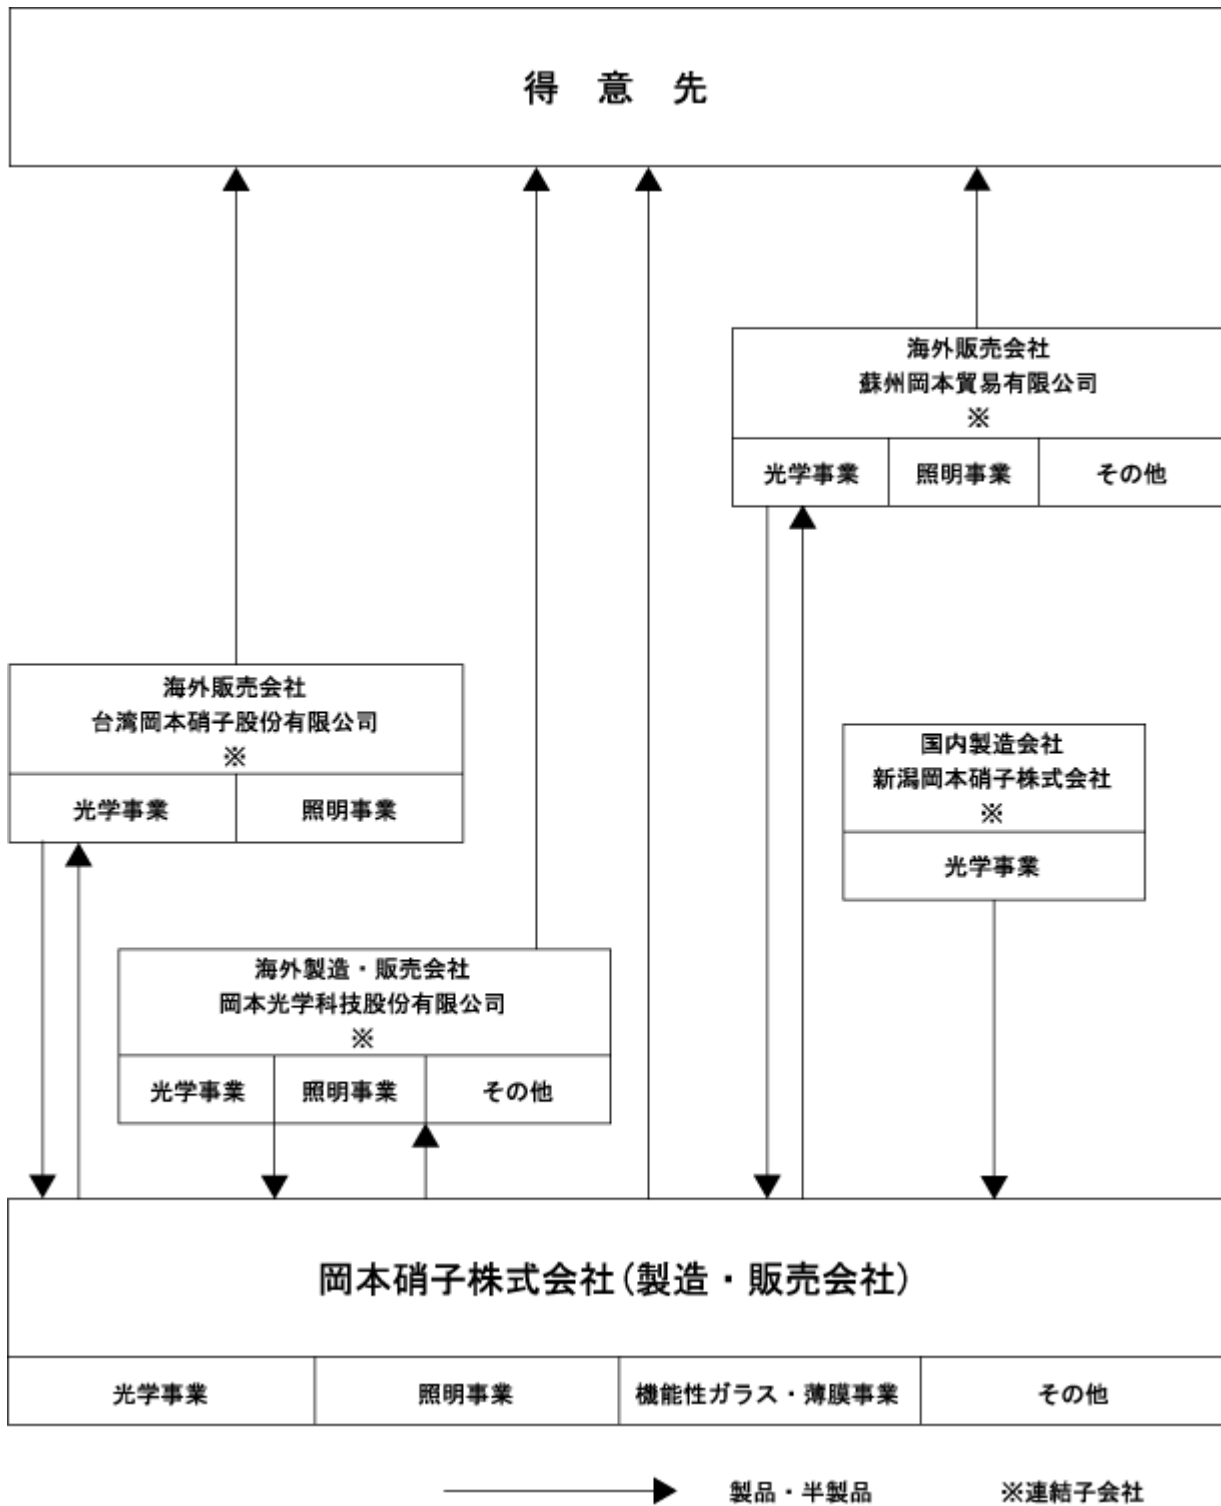 得 意 先
海外販売会社
蘇州岡本貿易有限公司
※
光学事業 照明事業 その他
海外販売会社
台湾岡本硝子股份有限公司
※
光学事業 照明事業
国内製造会社
新潟岡本硝子株式会社
※
光学事業
海外製造・販売会社
岡本光学科技股份有限公司
※
光学事業 照明事業 その他
岡本硝子株式会社(製造・販売会社)
光学事業 照明事業 機能性ガラス・薄膜事業 その他
製品・半製品 ※連結子会社